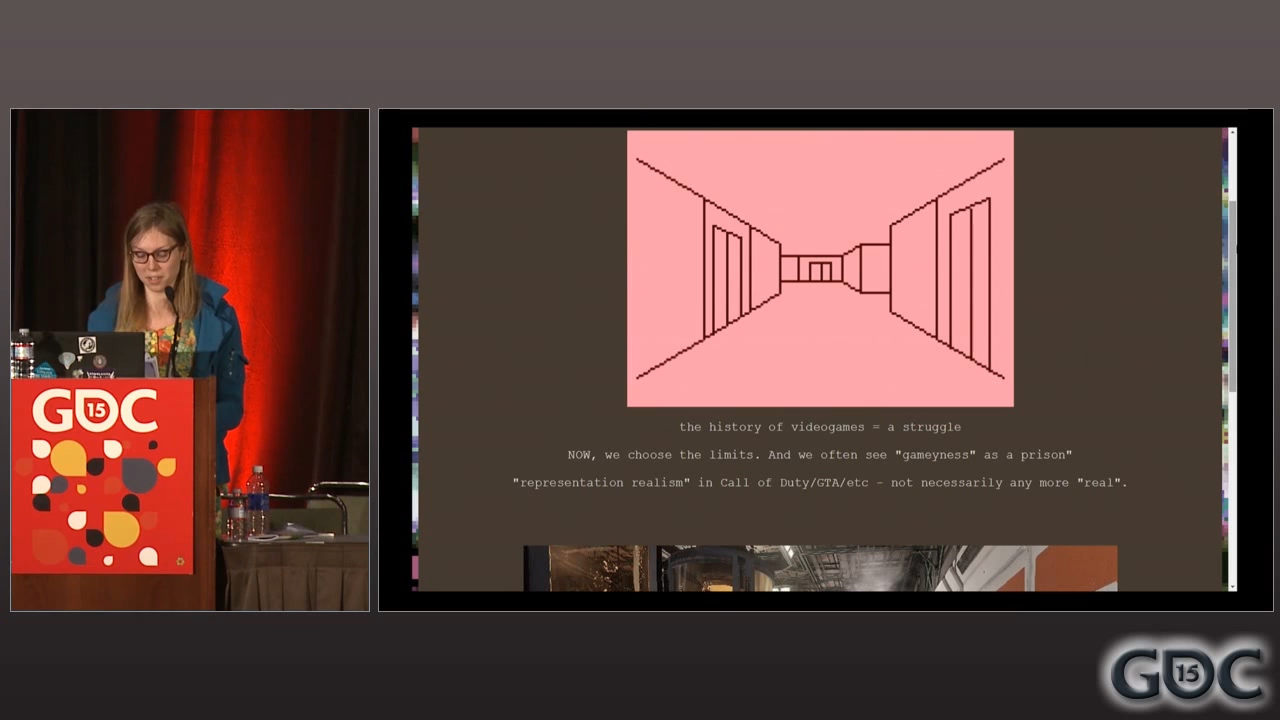 GDC
15
the history of videogames = a struggle
NOW, we choose the limits. And we often see "gameyness" as a prison"
"representation realism" in Call of Duty/GTA/etc - not necessarily any more "real".
GDC
15